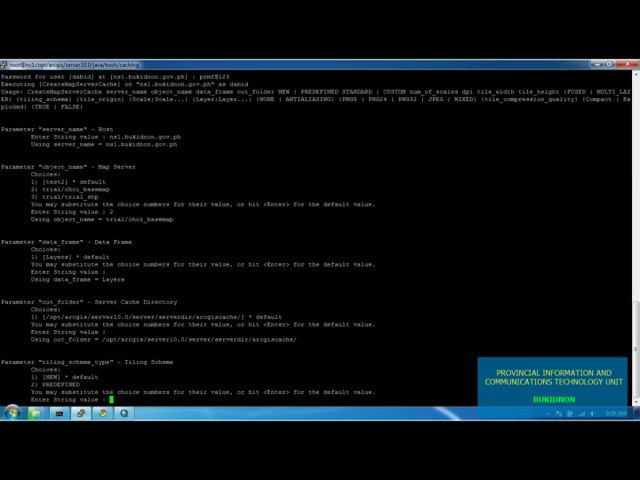 root@ns1:/opt/arcgis/server10.0/java/tools/caching
Password for user [dabid] at [ns1.bukidnon.gov.ph] : prmf8123
Executing [CreateMapServerCache] on "ns1.bukidnon.gov.ph" as dabid
Usage: CreateMapServerCache server_name object_name data_frame out_folder NEW | PREDEFINED STANDARD | CUSTOM num_of_scales dpi tile_width tile_height {FUSED | MULTI_LAY
ER} {tiling_schema} {tile_origin} {Scale;Scale...} {Layer;Layer...} {NONE | ANTIALIASING} {PNG8 | PNG24 | PNG32 | JPEG | MIXED} {tile_compression_quality} {Compact | Ex
ploded} {TRUE | FALSE}
Parameter "server_name" - Host
Enter String value : ns1.bukidnon.gov.ph
Using server_name = ns1.bukidnon.gov.ph
Parameter "object_name" - Map Server
Choices:
1) [test2] * default
2) trial/choi_basemap
3) trial/trial_shp
You may substitute the choice numbers for their value, or hit <Enter> for the default value.
Enter String value : 2
Using object_name = trial/choi_basemap
Parameter "data_frame" - Data Frame
Choices:
1) [Layers] * default
You may substitute the choice numbers for their value, or hit <Enter> for the default value.
Enter String value :
Using data_frame = Layers
Parameter "out_folder" - Server Cache Directory
Choices:
1) [/opt/arcgis/server10.0/server/serverdir/arcgiscache/] * default
You may substitute the choice numbers for their value, or hit <Enter> for the default value.
Enter String value :
Using out_folder = /opt/arcgis/server10.0/server/serverdir/arcgiscache/
Parameter "tiling_scheme_type" - Tiling Scheme
Choices:
1) [NEW] * default
2) PREDEFINED
You may substitute the choice numbers for their value, or hit <Enter> for the default value.
Enter String value :
PROVINCIAL INFORMATION AND
COMMUNICATIONS TECHNOLOGY UNIT
BUKIDNON